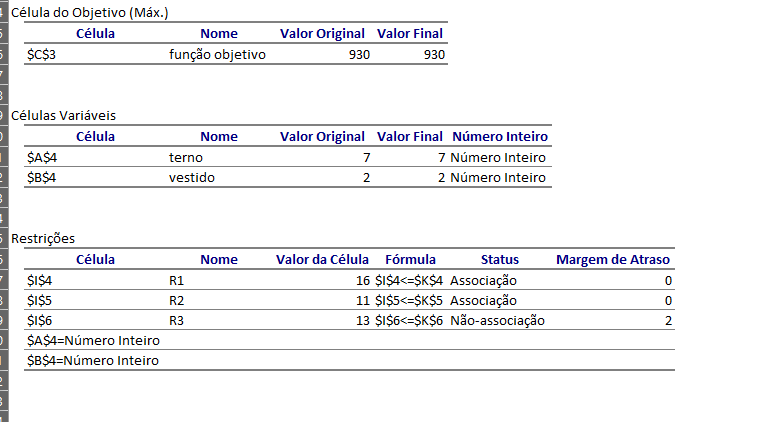 Célula do Objetivo (Máx.)
Célula Nome Valor Original Valor Final
$C$3 função objetivo 930 930
Células Variáveis
Célula Nome Valor Original Valor Final Número Inteiro
$A$4 terno 7 7 Número Inteiro
$B$4 vestido 2 2 Número Inteiro
Restrições
Célula Nome Valor da Célula Fórmula Status Margem de Atraso
$I$4 R1 16 $I$4<=$K$4 Associação 0
$I$5 R2 11 $I$5<=$K$5 Associação 0
$I$6 R3 13 $I$6<=$K$6 Não-associação 2
$A$4=Número Inteiro
$B$4=Número Inteiro